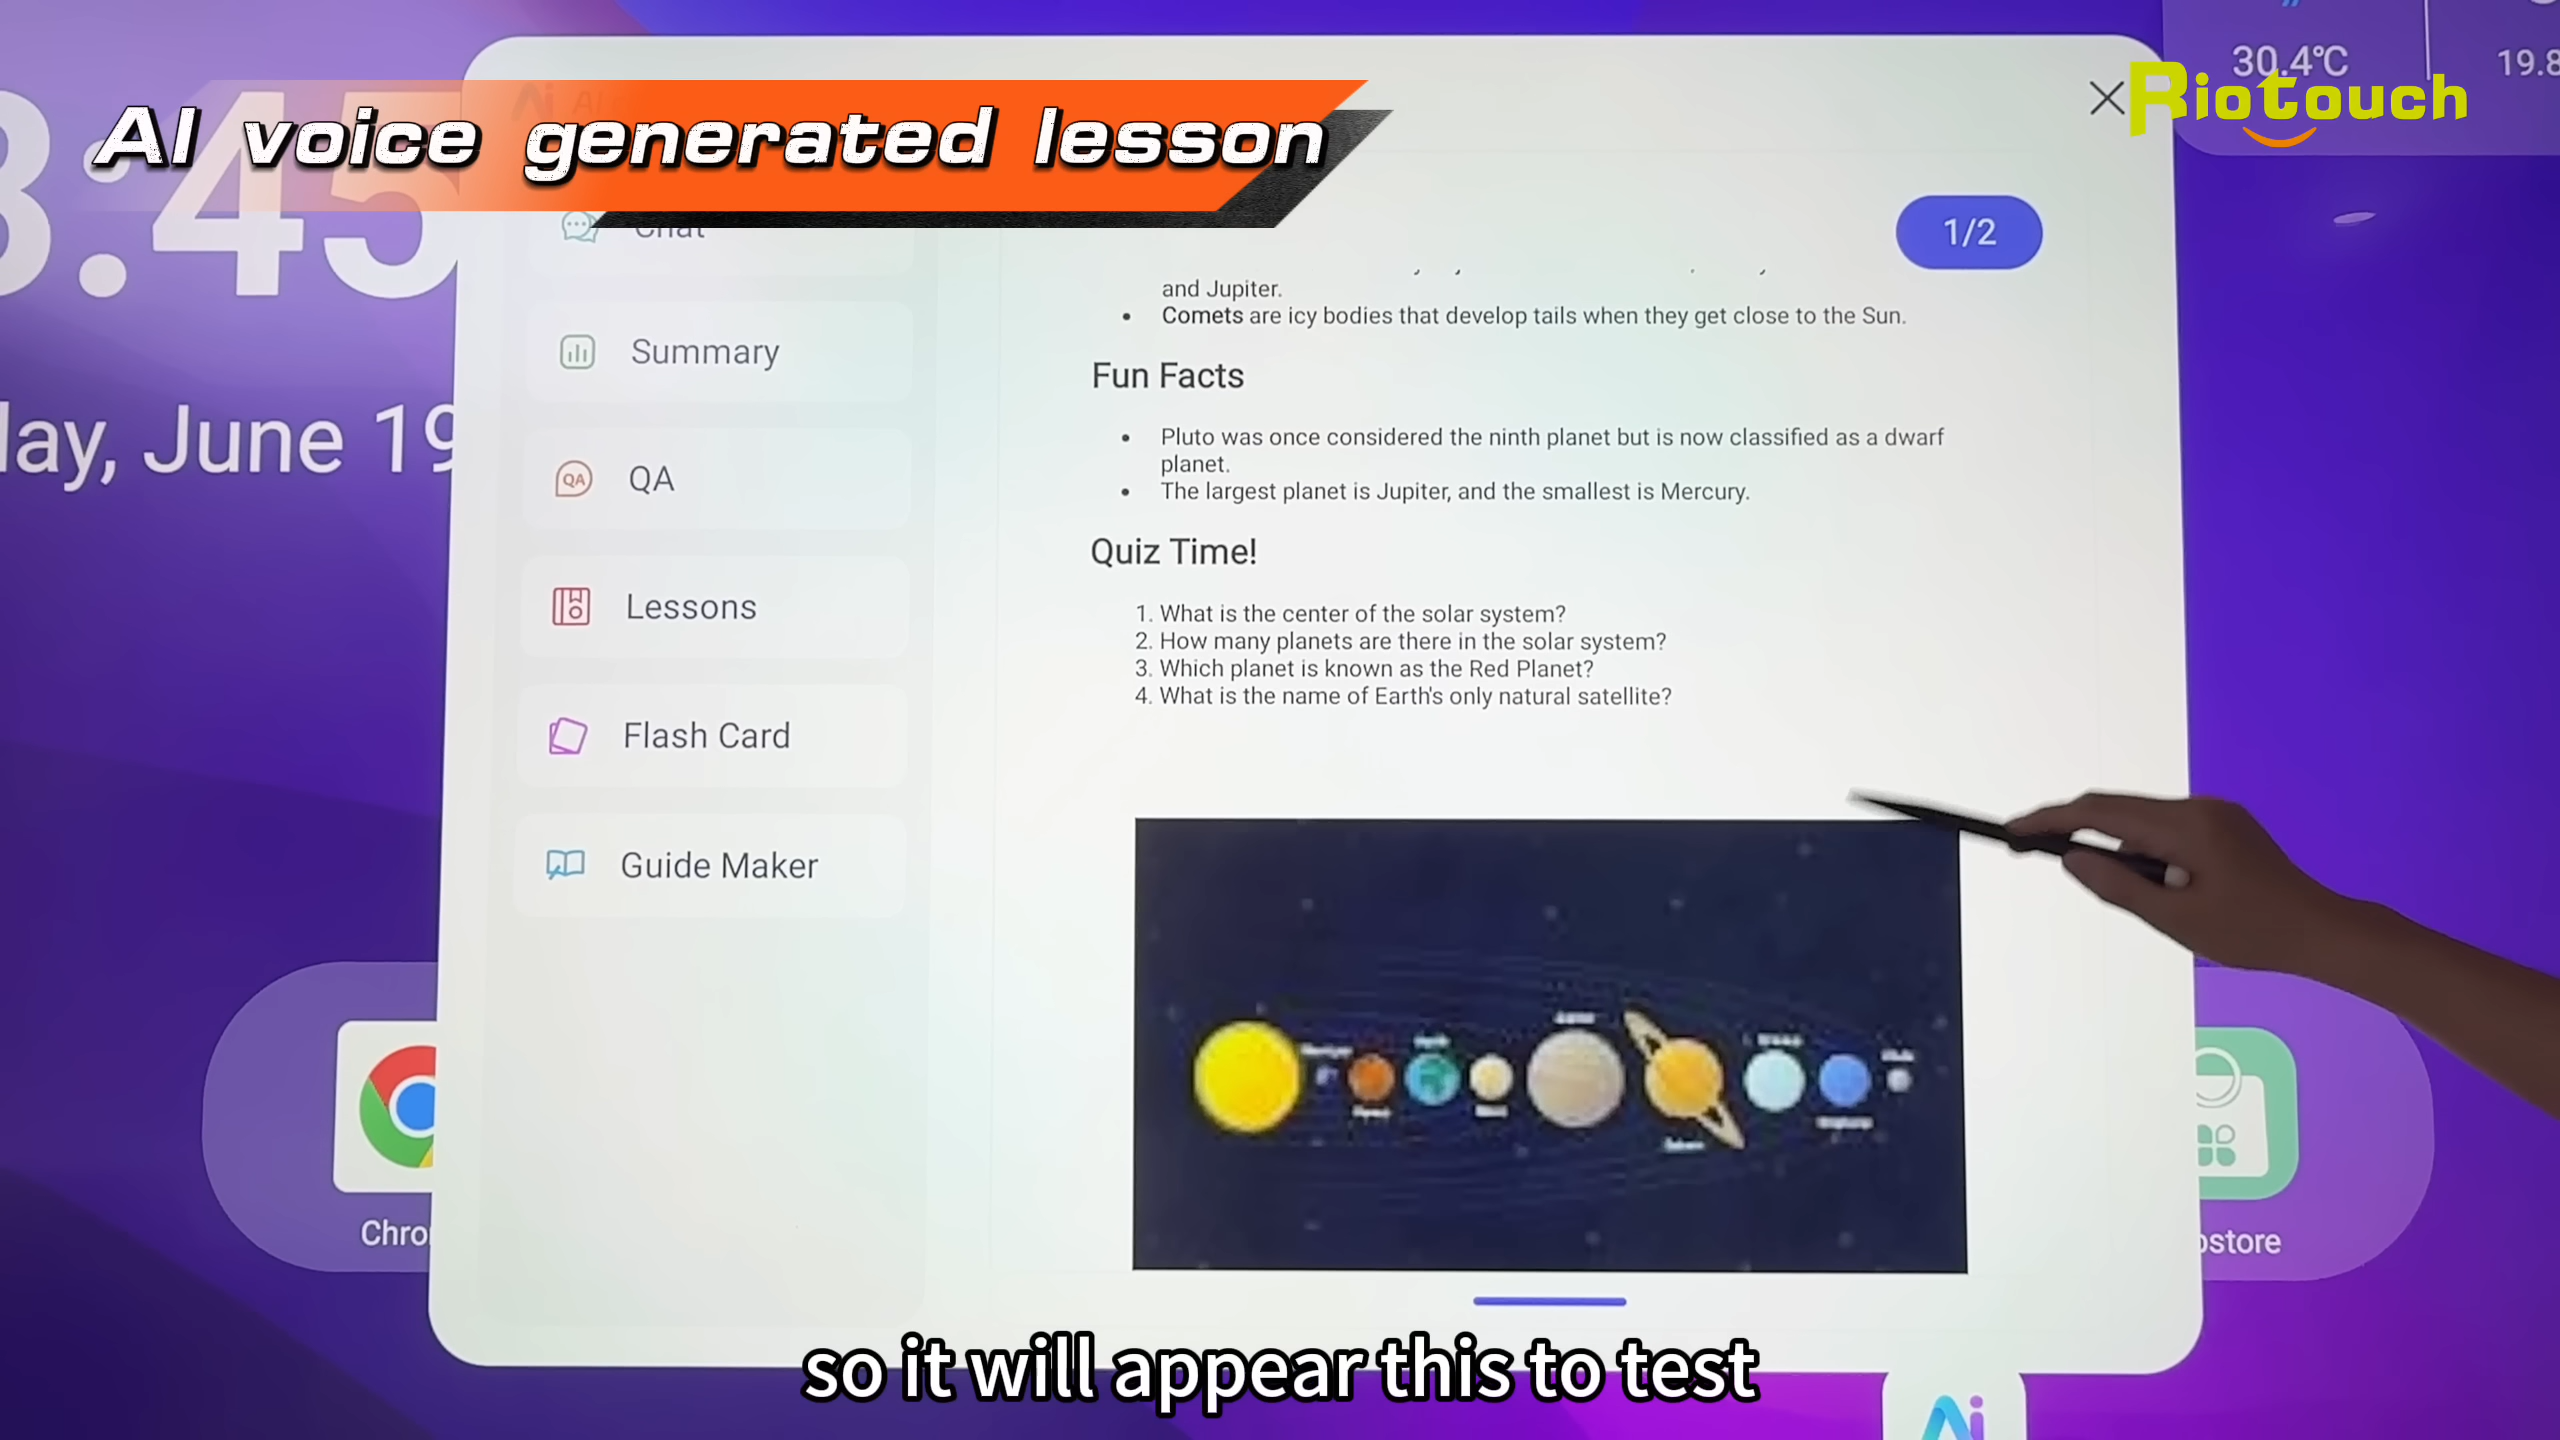 AI voice generated lesson
Riotouch
30.4℃
19.8
8:45
day, June 19
Chat
Summary
QA
Lessons
Flash Card
Guide Maker
1/2
and Jupiter.
• Comets are icy bodies that develop tails when they get close to the Sun.
Fun Facts
• Pluto was once considered the ninth planet but is now classified as a dwarf
planet.
• The largest planet is Jupiter, and the smallest is Mercury.
Quiz Time!
1. What is the center of the solar system?
2. How many planets are there in the solar system?
3. Which planet is known as the Red Planet?
4. What is the name of Earth's only natural satellite?
Chro
pstore
so it will appear this to test
Ai